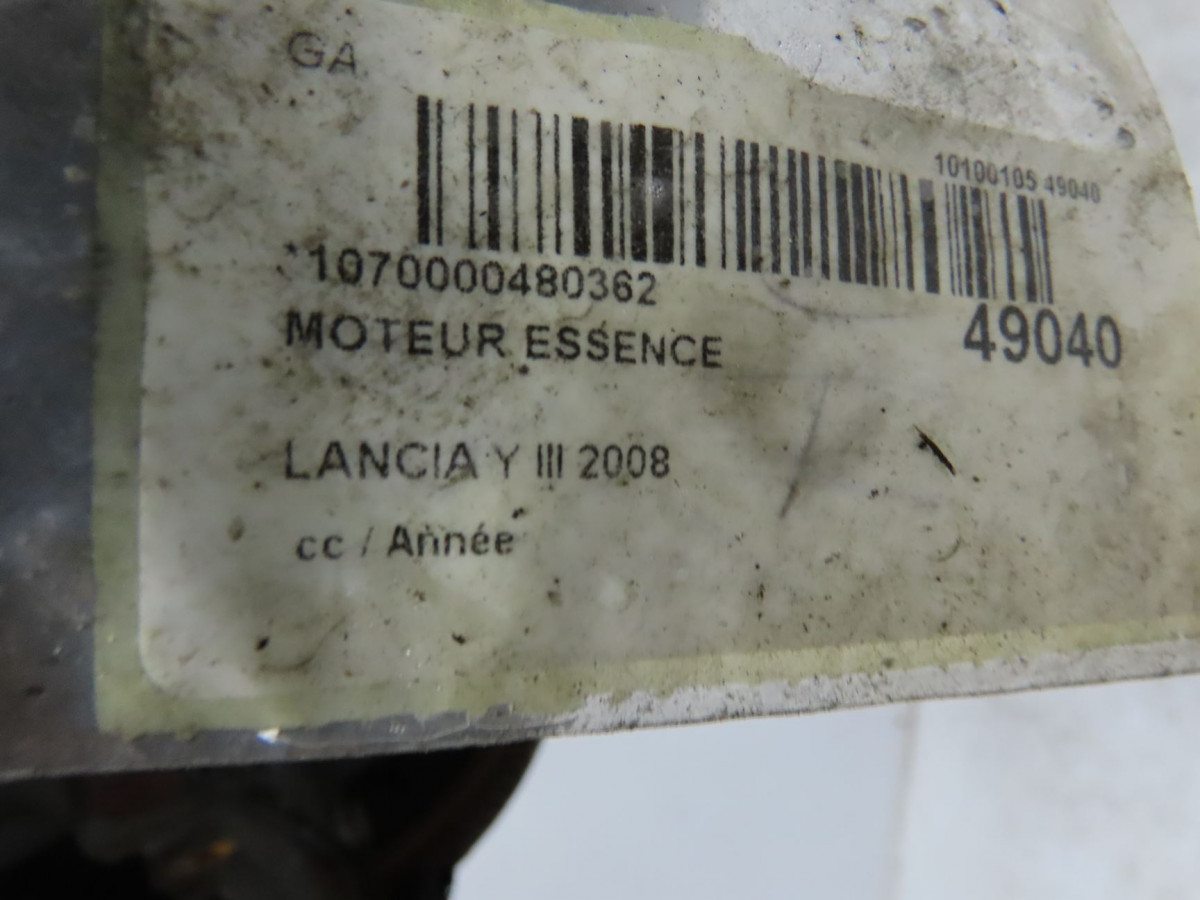 GA
10100105 49040
*1070000480362
49040
MOTEUR ESSENCE
LANCIA Y III 2008
cc / Année